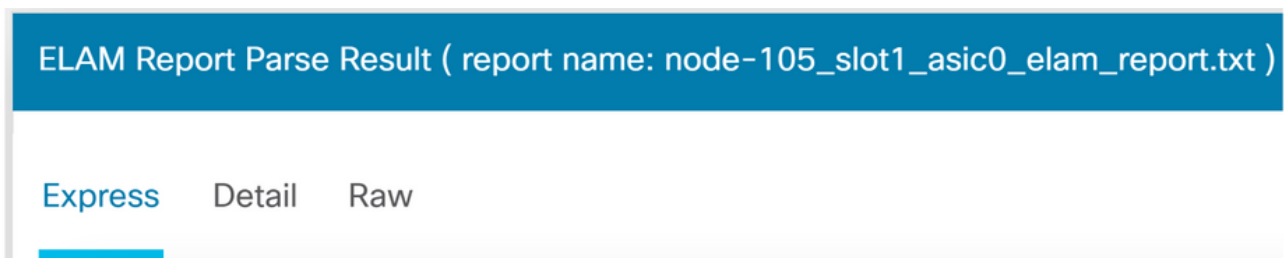 ELAM Report Parse Result ( report name: node-105_slot1_asic0_elam_report.txt )
Express Detail Raw